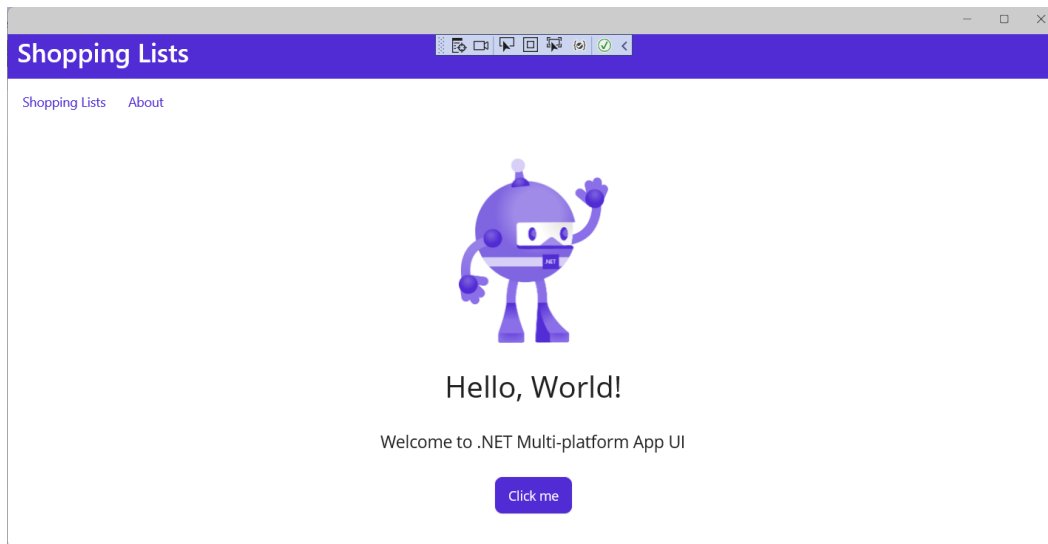 Shopping Lists
Shopping Lists About
.NET
Hello, World!
Welcome to .NET Multi-platform App UI
Click me